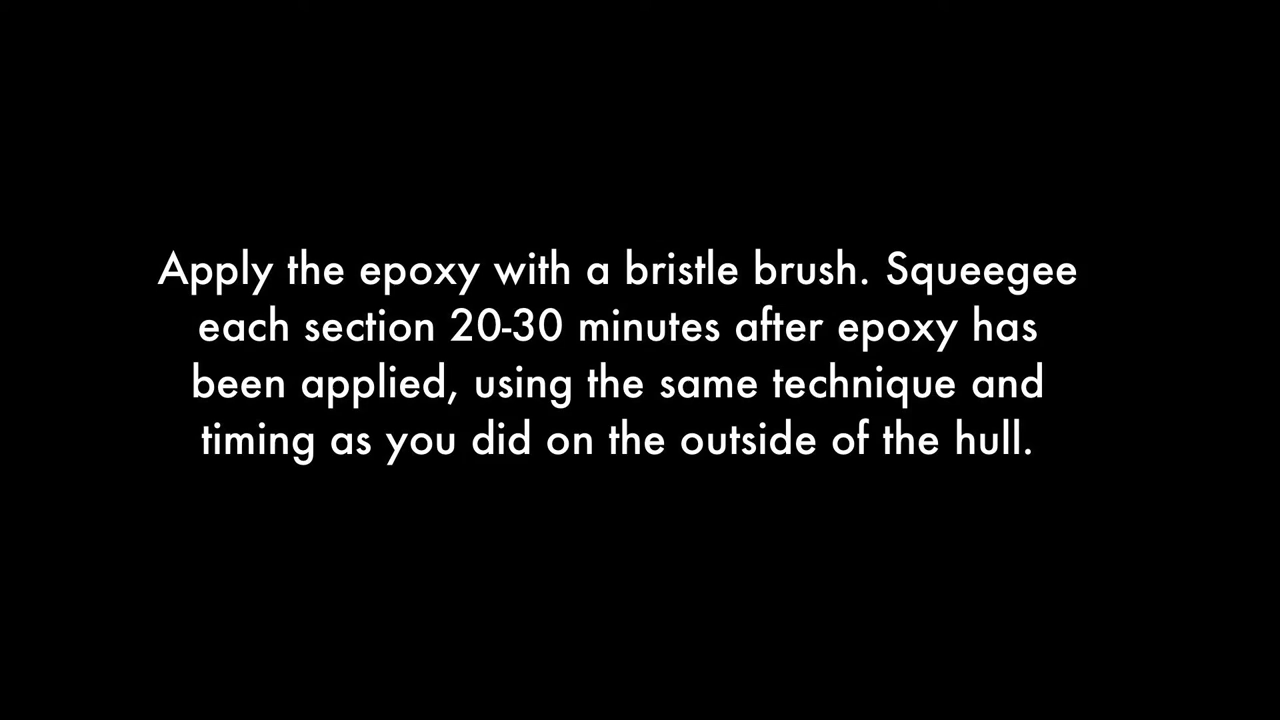 Apply the epoxy with a bristle brush. Squeegee
each section 20-30 minutes after epoxy has
been applied, using the same technique and
timing as you did on the outside of the hull.